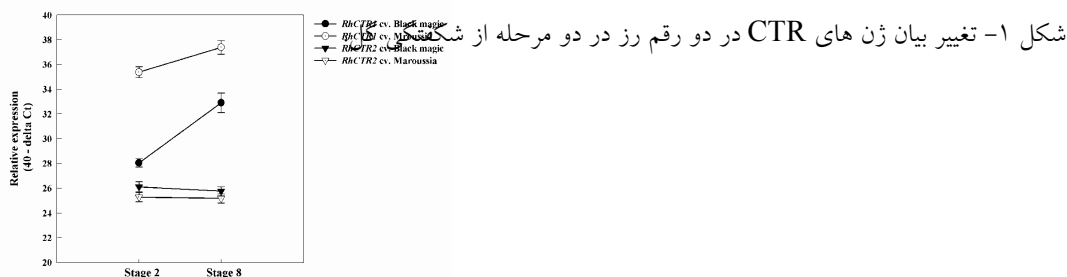 شکل ۱- تغییر بیان ژن های CTR در دو رقم رز در دو مرحله از شکفتگی گل
RhCTR1 cv. Black magic
RhCTR1 cv. Maroussia
RhCTR2 cv. Black magic
RhCTR2 cv. Maroussia
Relative expression
(40 - delta Ct)
40
38
36
34
32
30
28
26
24
22
20
Stage 2 Stage 8